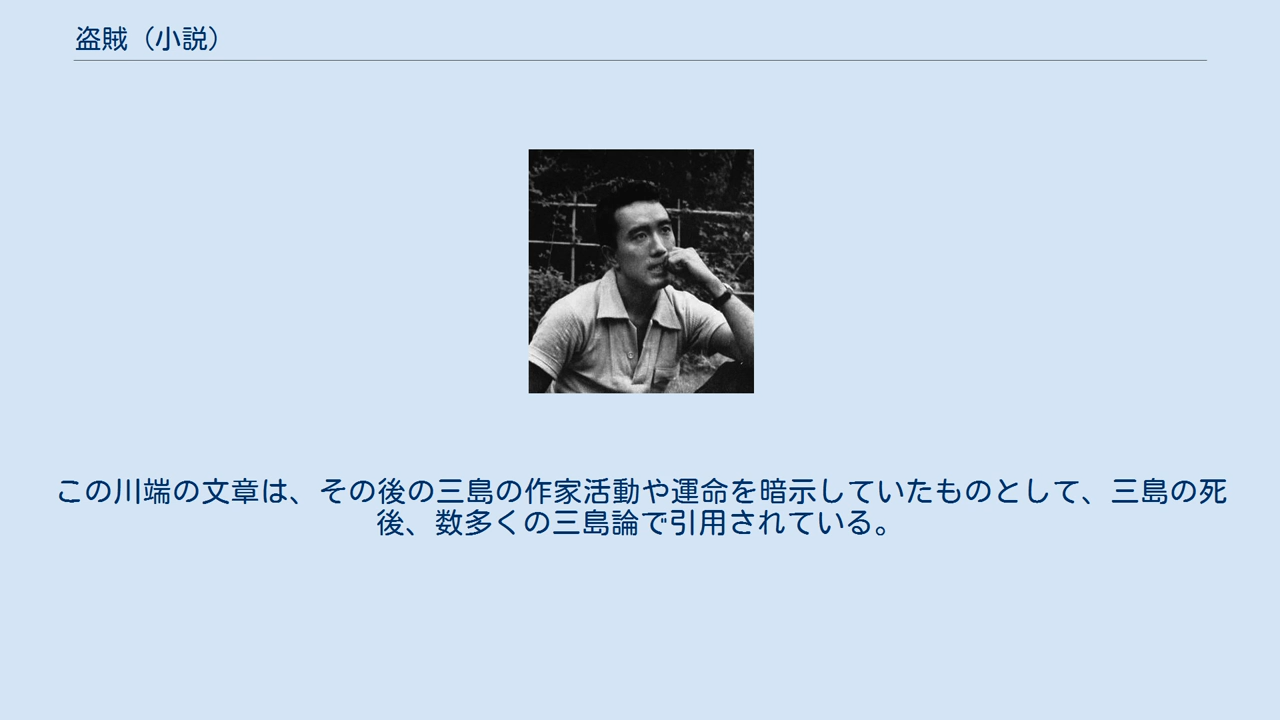 盗賊（小説）
この川端の文章は、その後の三島の作家活動や運命を暗示していたものとして、三島の死
後、数多くの三島論で引用されている。